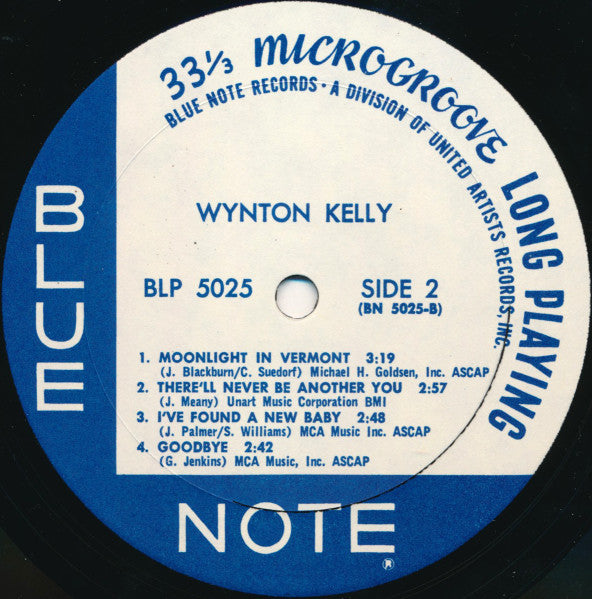 33⅓ MICROGROOVE LONG PLAYING
BLUE NOTE RECORDS · A DIVISION OF UNITED ARTISTS RECORDS, INC.
BLUE
WYNTON KELLY
BLP 5025
SIDE 2
(BN 5025-B)
1. MOONLIGHT IN VERMONT 3:19
(J. Blackburn/C. Suedorf) Michael H. Goldsen, Inc. ASCAP
2. THERE'LL NEVER BE ANOTHER YOU 2:57
(J. Meany) Unart Music Corporation BMI
3. I'VE FOUND A NEW BABY 2:48
(J. Palmer/S. Williams) MCA Music Inc. ASCAP
4. GOODBYE 2:42
(G. Jenkins) MCA Music, Inc. ASCAP
NOTE